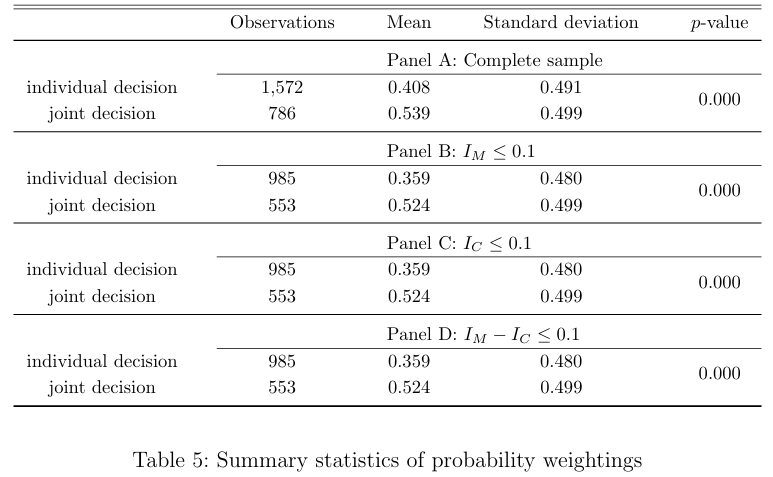 Observations Mean Standard deviation p-value
Panel A: Complete sample
individual decision 1,572 0.408 0.491 0.000
joint decision 786 0.539 0.499
Panel B: I_M ≤ 0.1
individual decision 985 0.359 0.480 0.000
joint decision 553 0.524 0.499
Panel C: I_C ≤ 0.1
individual decision 985 0.359 0.480 0.000
joint decision 553 0.524 0.499
Panel D: I_M − I_C ≤ 0.1
individual decision 985 0.359 0.480 0.000
joint decision 553 0.524 0.499
Table 5: Summary statistics of probability weightings